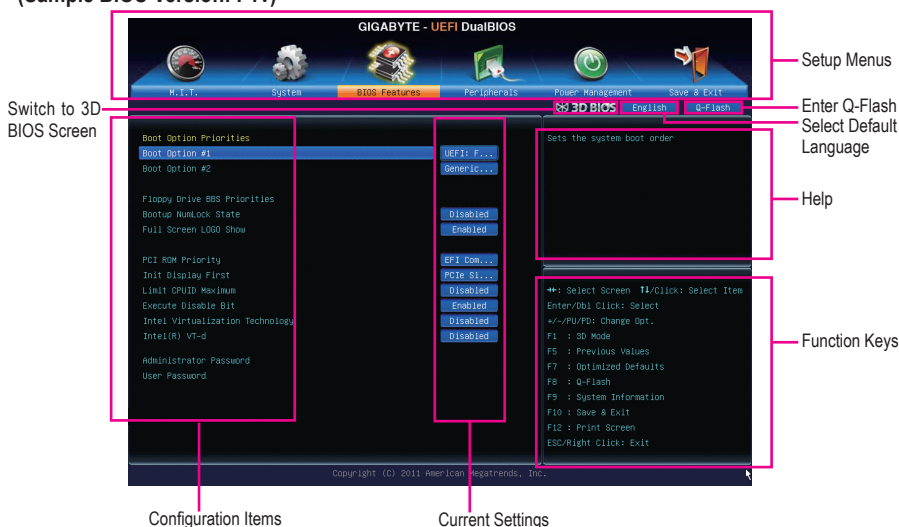 GIGABYTE - UEFI DualBIOS
Setup Menus
M.I.T. System BIOS Features Peripherals Power Management Save & Exit
Switch to 3D
BIOS Screen
3D BIOS English Q-Flash
Enter Q-Flash
Select Default
Language
Boot Option Priorities
Boot Option #1 UEFI: F...
Boot Option #2 Generic...
Floppy Drive BBS Priorities
Bootup NumLock State Disabled
Full Screen LOGO Show Enabled
PCI ROM Priority EFI Com...
Init Display First PCIe Sl...
Limit CPUID Maximum Disabled
Execute Disable Bit Enabled
Intel Virtualization Technology Disabled
Intel(R) VT-d Disabled
Administrator Password
User Password
Sets the system boot order
Help
→←: Select Screen ↑↓/Click: Select Item
Enter/Dbl Click: Select
+/-/PU/PD: Change Opt.
F1 : 3D Mode
F5 : Previous Values
F7 : Optimized Defaults
F8 : Q-Flash
F9 : System Information
F10 : Save & Exit
F12 : Print Screen
ESC/Right Click: Exit
Function Keys
Copyright (C) 2011 American Megatrends, Inc.
Configuration Items
Current Settings